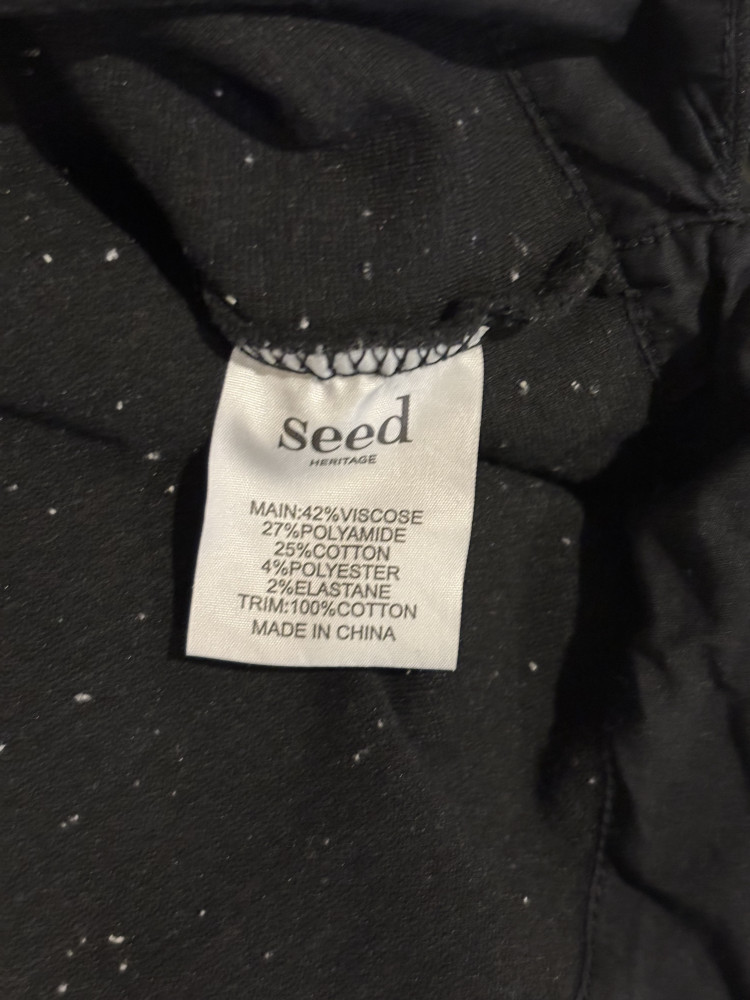 seed
HERITAGE
MAIN:42%VISCOSE
27%POLYAMIDE
25%COTTON
4%POLYESTER
2%ELASTANE
TRIM:100%COTTON
MADE IN CHINA